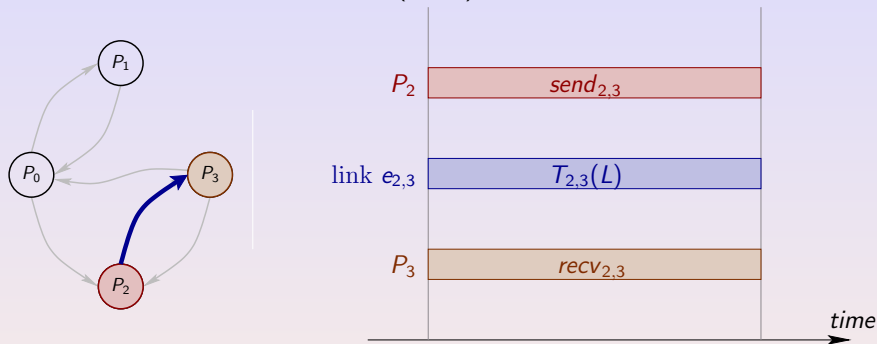 P₁
P₀
P₃
P₂
P₂ send₂,₃
link e₂,₃ T₂,₃(L)
P₃ recv₂,₃
time